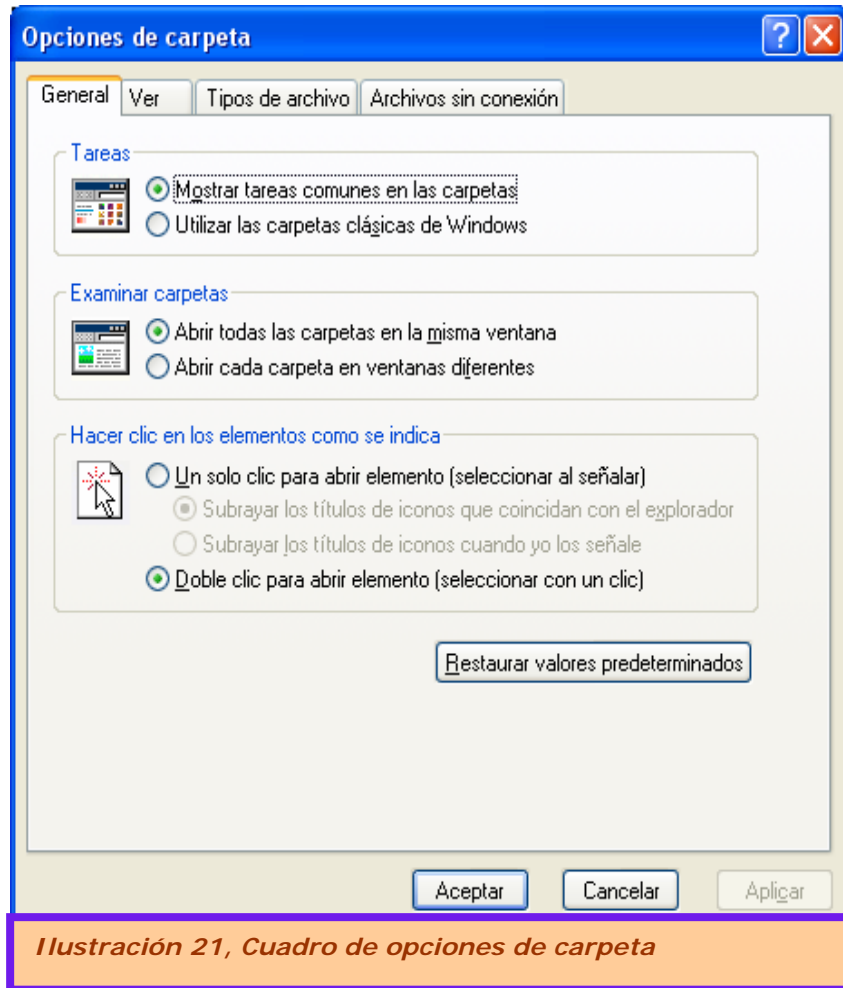 Opciones de carpeta
General
Ver
Tipos de archivo
Archivos sin conexión
Tareas
Mostrar tareas comunes en las carpetas
Utilizar las carpetas clásicas de Windows
Examinar carpetas
Abrir todas las carpetas en la misma ventana
Abrir cada carpeta en ventanas diferentes
Hacer clic en los elementos como se indica
Un solo clic para abrir elemento (seleccionar al señalar)
Subrayar los títulos de iconos que coincidan con el explorador
Subrayar los títulos de iconos cuando yo los señale
Doble clic para abrir elemento (seleccionar con un clic)
Restaurar valores predeterminados
Aceptar
Cancelar
Aplicar
Ilustración 21, Cuadro de opciones de carpeta